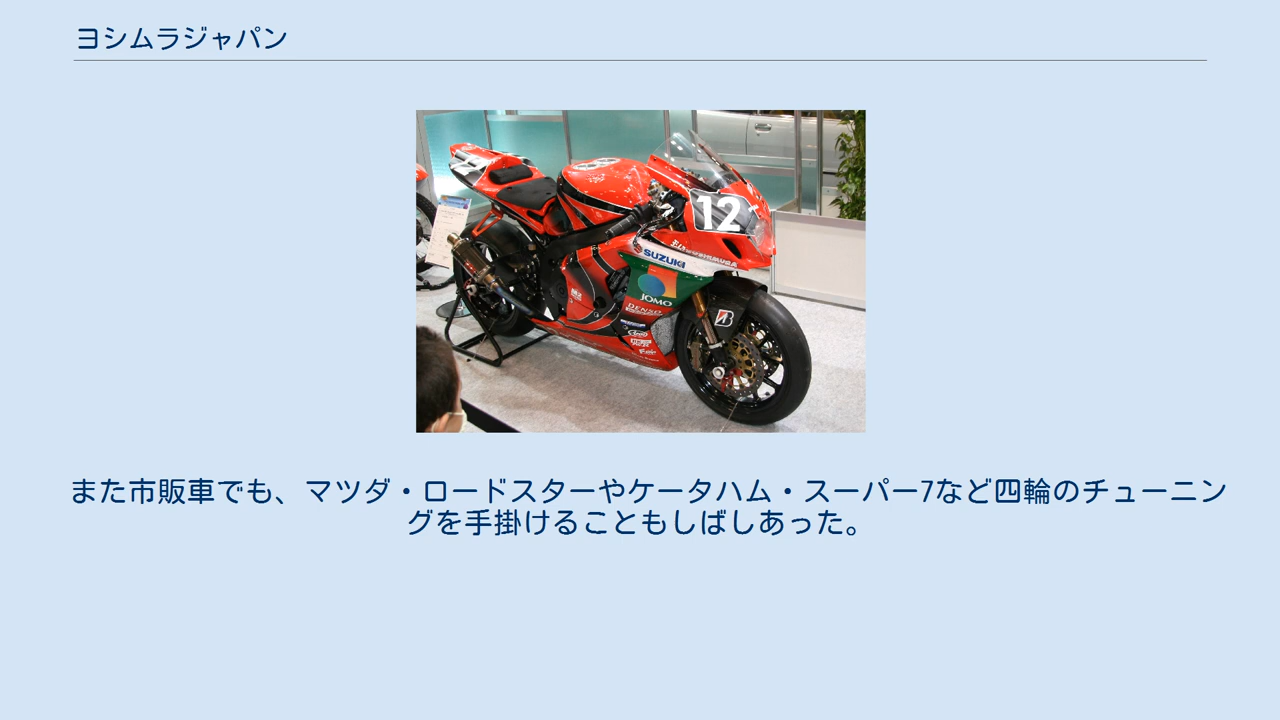 ヨシムラジャパン
12
SUZUKI
JOMO
DENSO
B
また市販車でも、マツダ・ロードスターやケータハム・スーパー7など四輪のチューニン
グを手掛けることもしばしあった。